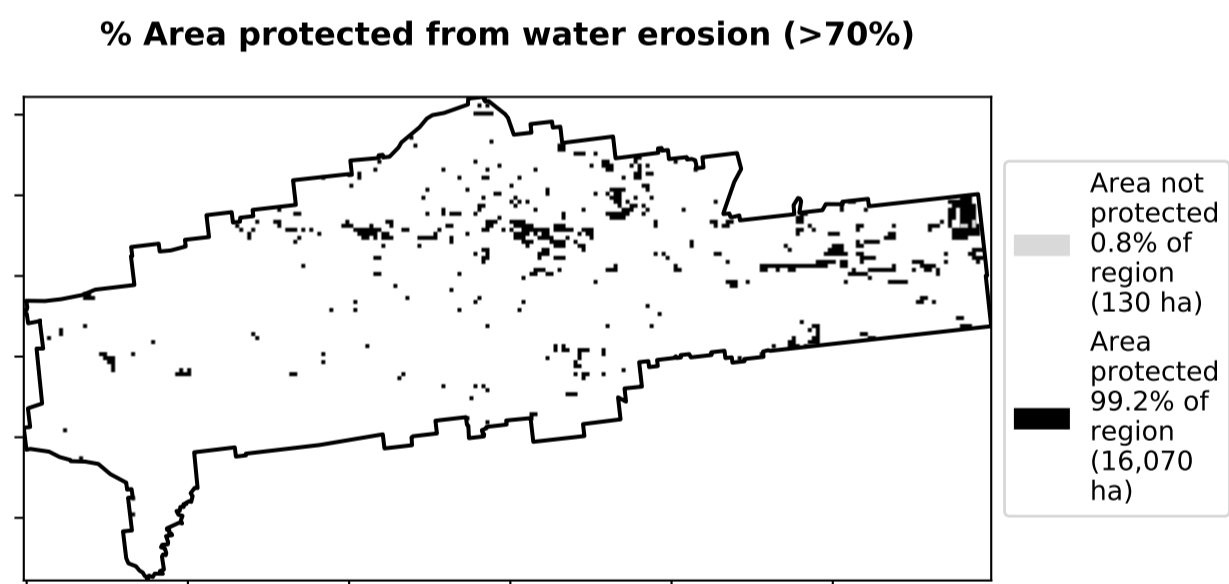 % Area protected from water erosion (>70%)
Area not
protected
0.8% of
region
(130 ha)
Area
protected
99.2% of
region
(16,070
ha)